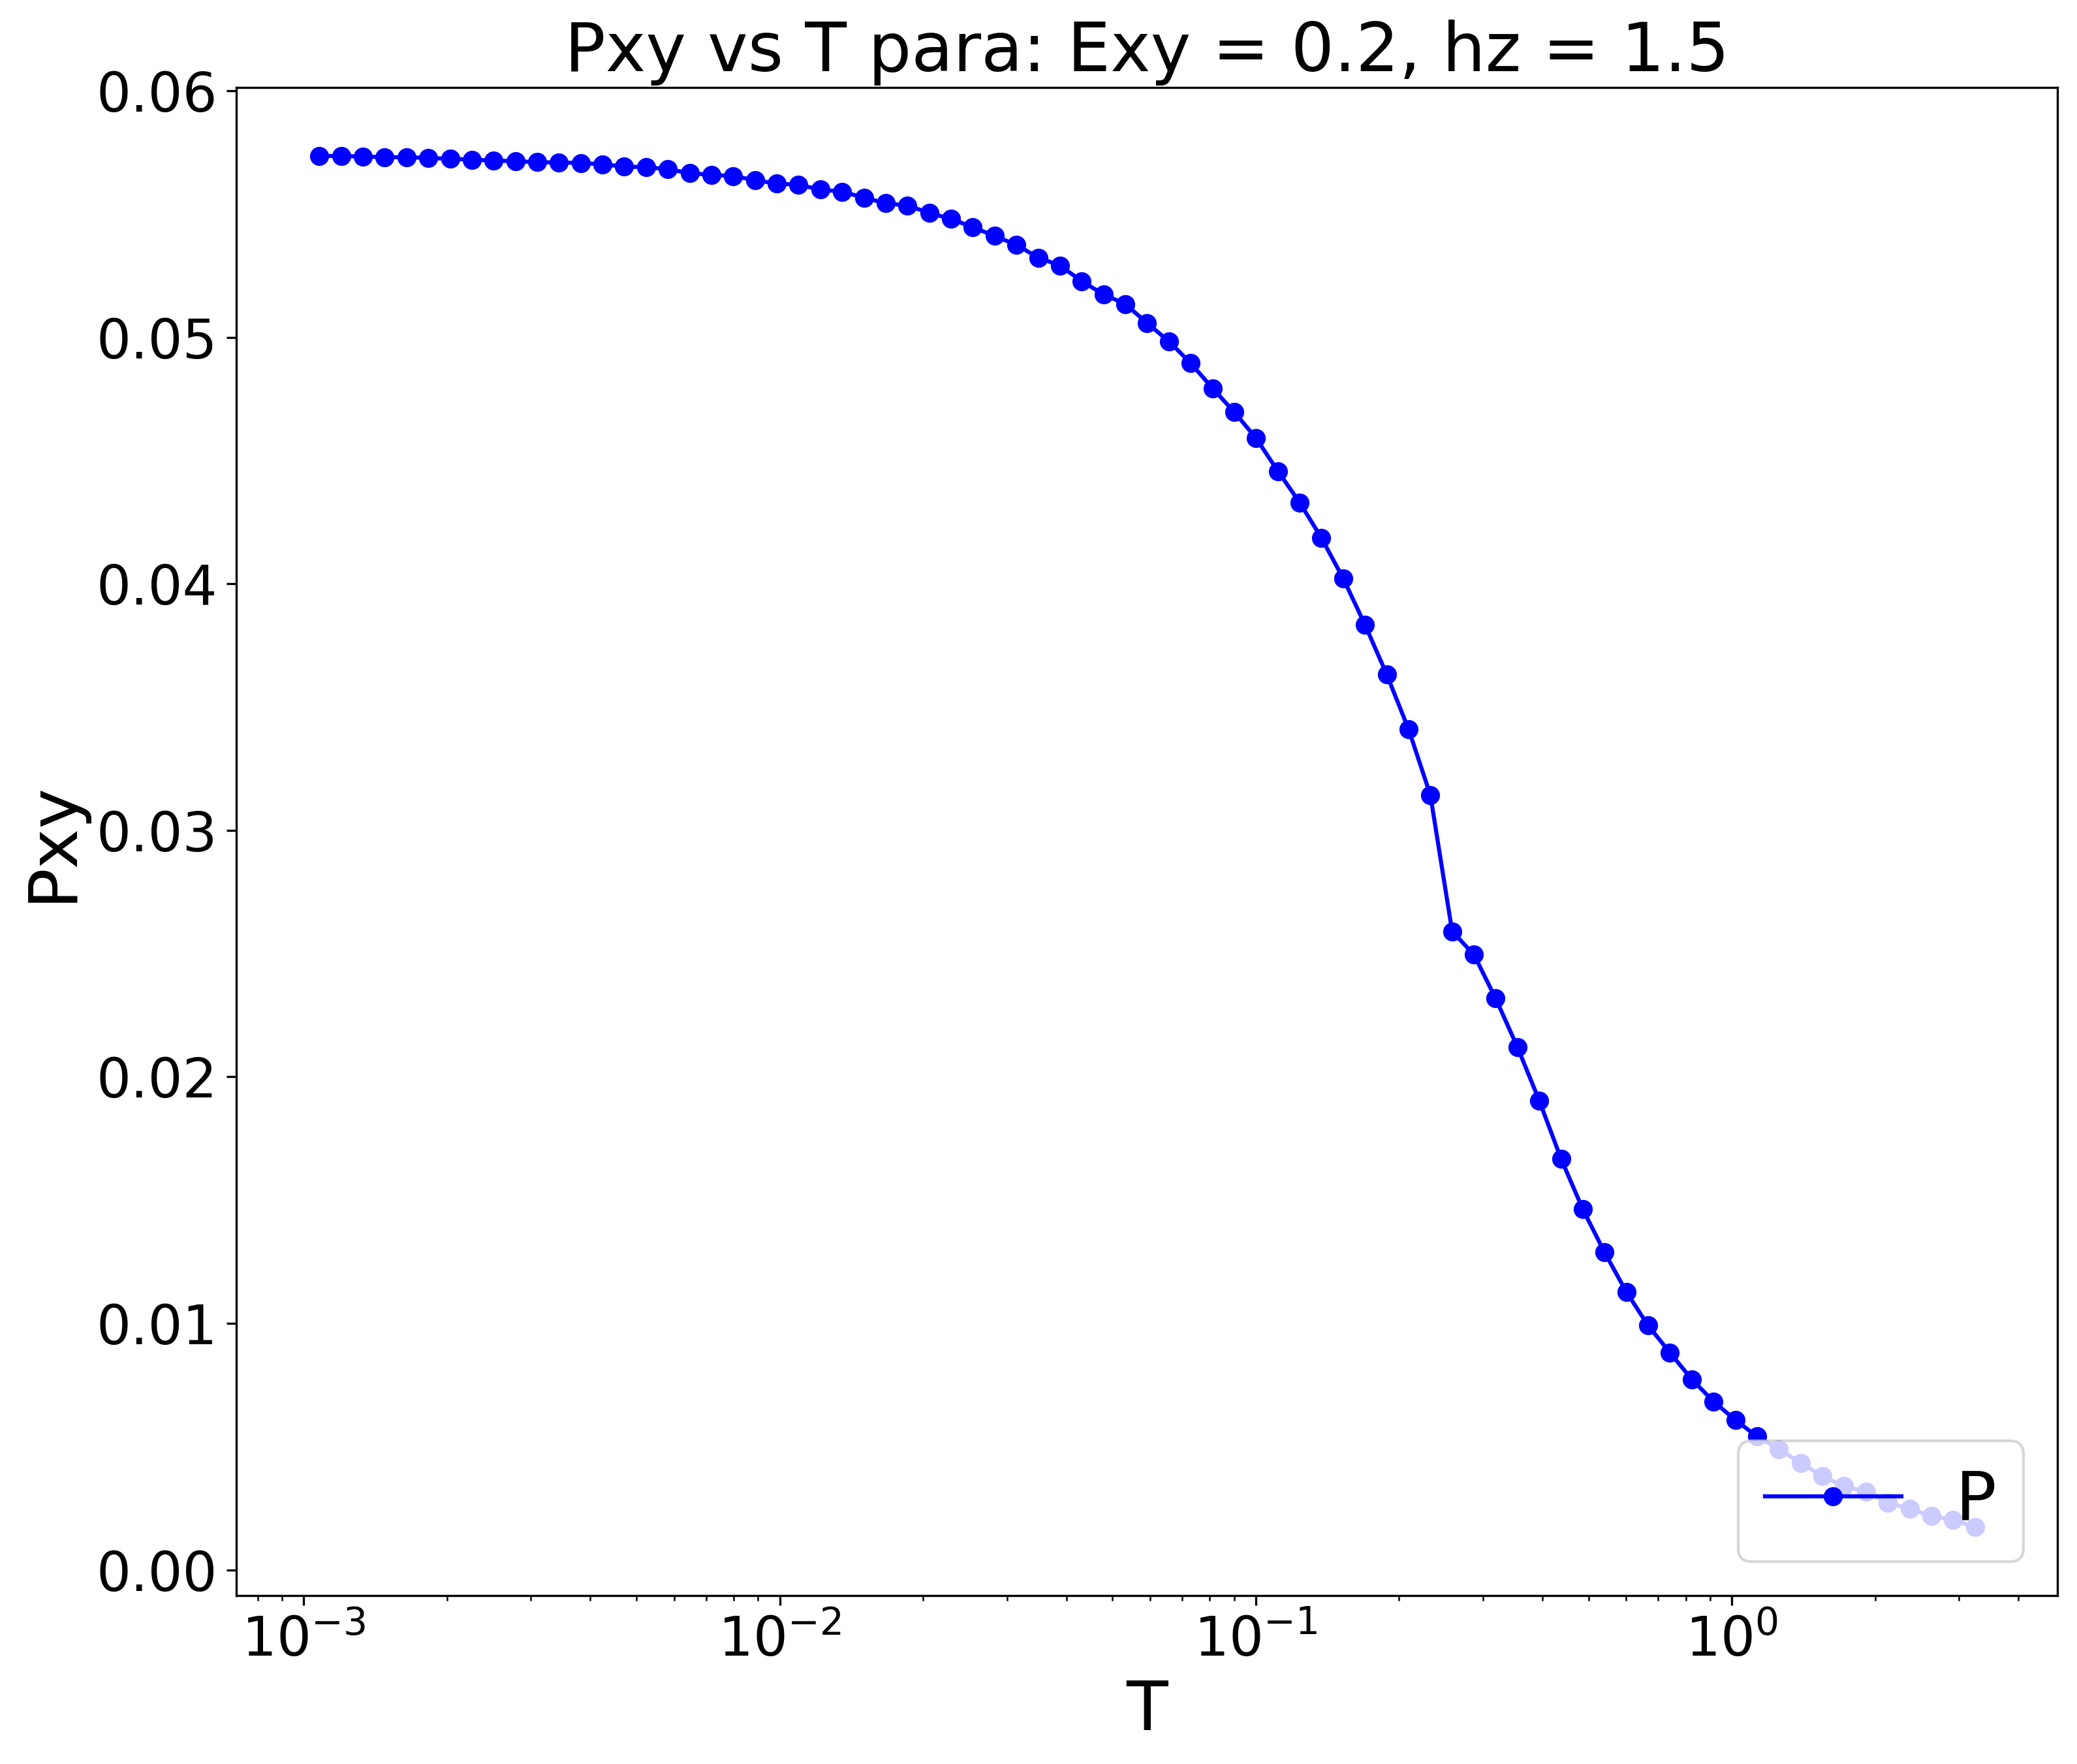 Pxy vs T para: Exy = 0.2, hz = 1.5
0.06
0.05
0.04
0.03
0.02
0.01
0.00
Pxy
10⁻³ 10⁻² 10⁻¹ 10⁰
T
P